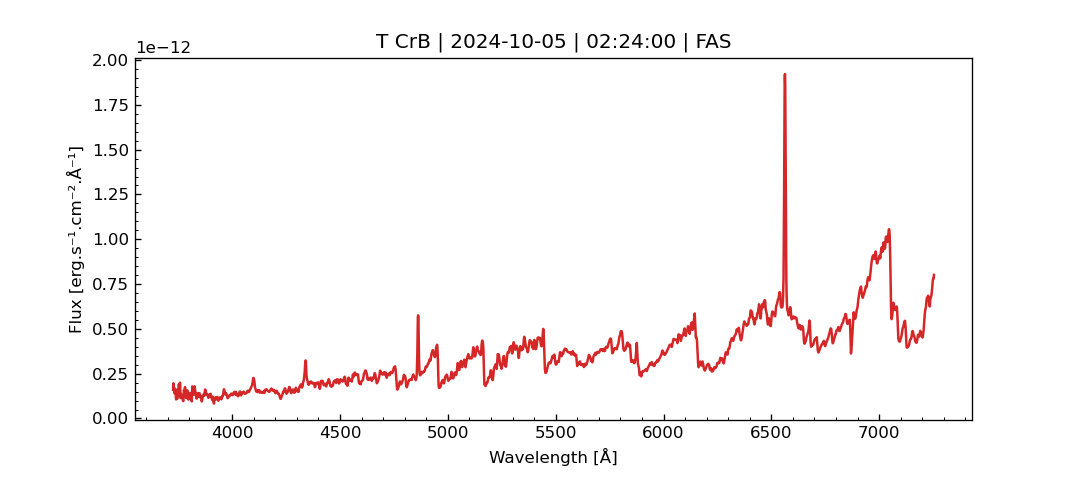 T CrB | 2024-10-05 | 02:24:00 | FAS
1e−12
2.00
1.75
1.50
1.25
1.00
0.75
0.50
0.25
0.00
Flux [erg.s⁻¹.cm⁻².Å⁻¹]
4000 4500 5000 5500 6000 6500 7000
Wavelength [Å]